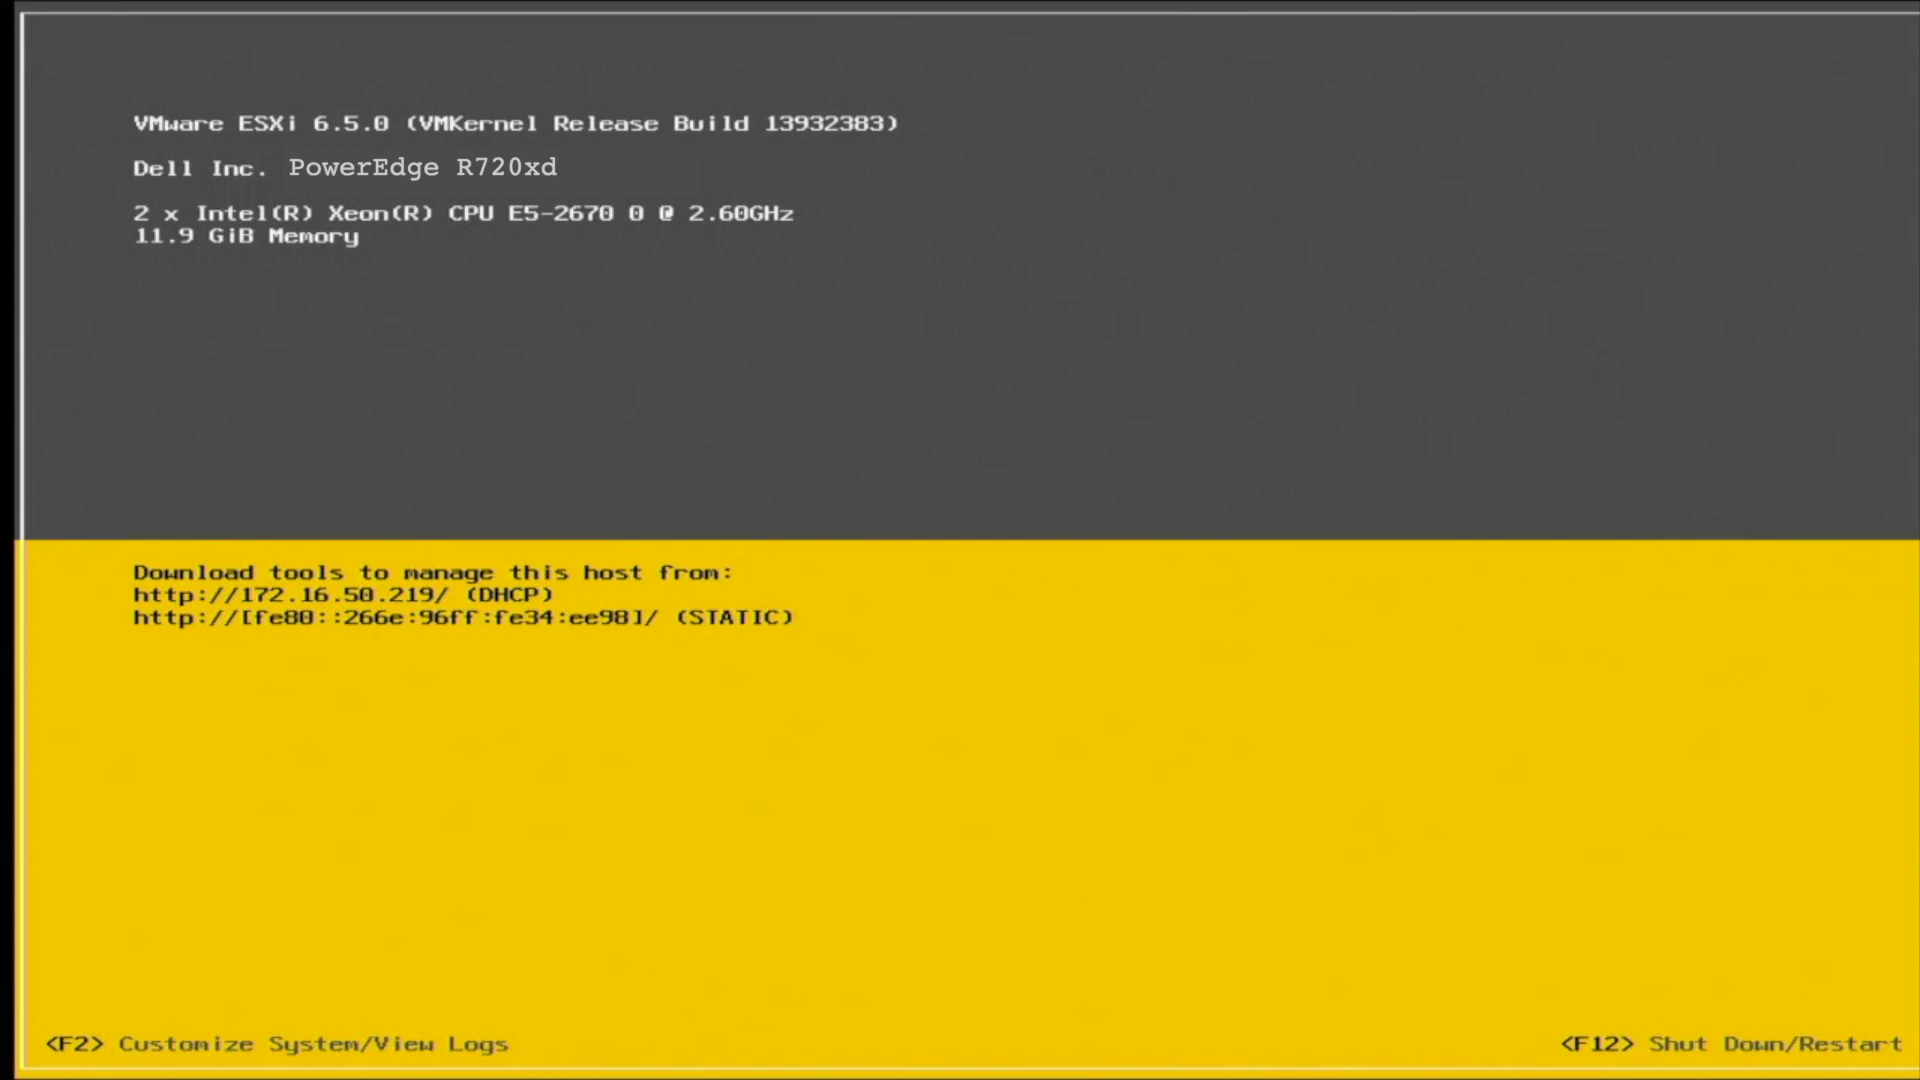 VMware ESXi 6.5.0 (VMKernel Release Build 13932383)
Dell Inc. PowerEdge R720xd
2 x Intel(R) Xeon(R) CPU E5-2670 0 @ 2.60GHz
11.9 GiB Memory
Download tools to manage this host from:
http://172.16.50.219/ (DHCP)
http://[fe80::266e:96ff:fe34:ee98]/ (STATIC)
<F2> Customize System/View Logs
<F12> Shut Down/Restart